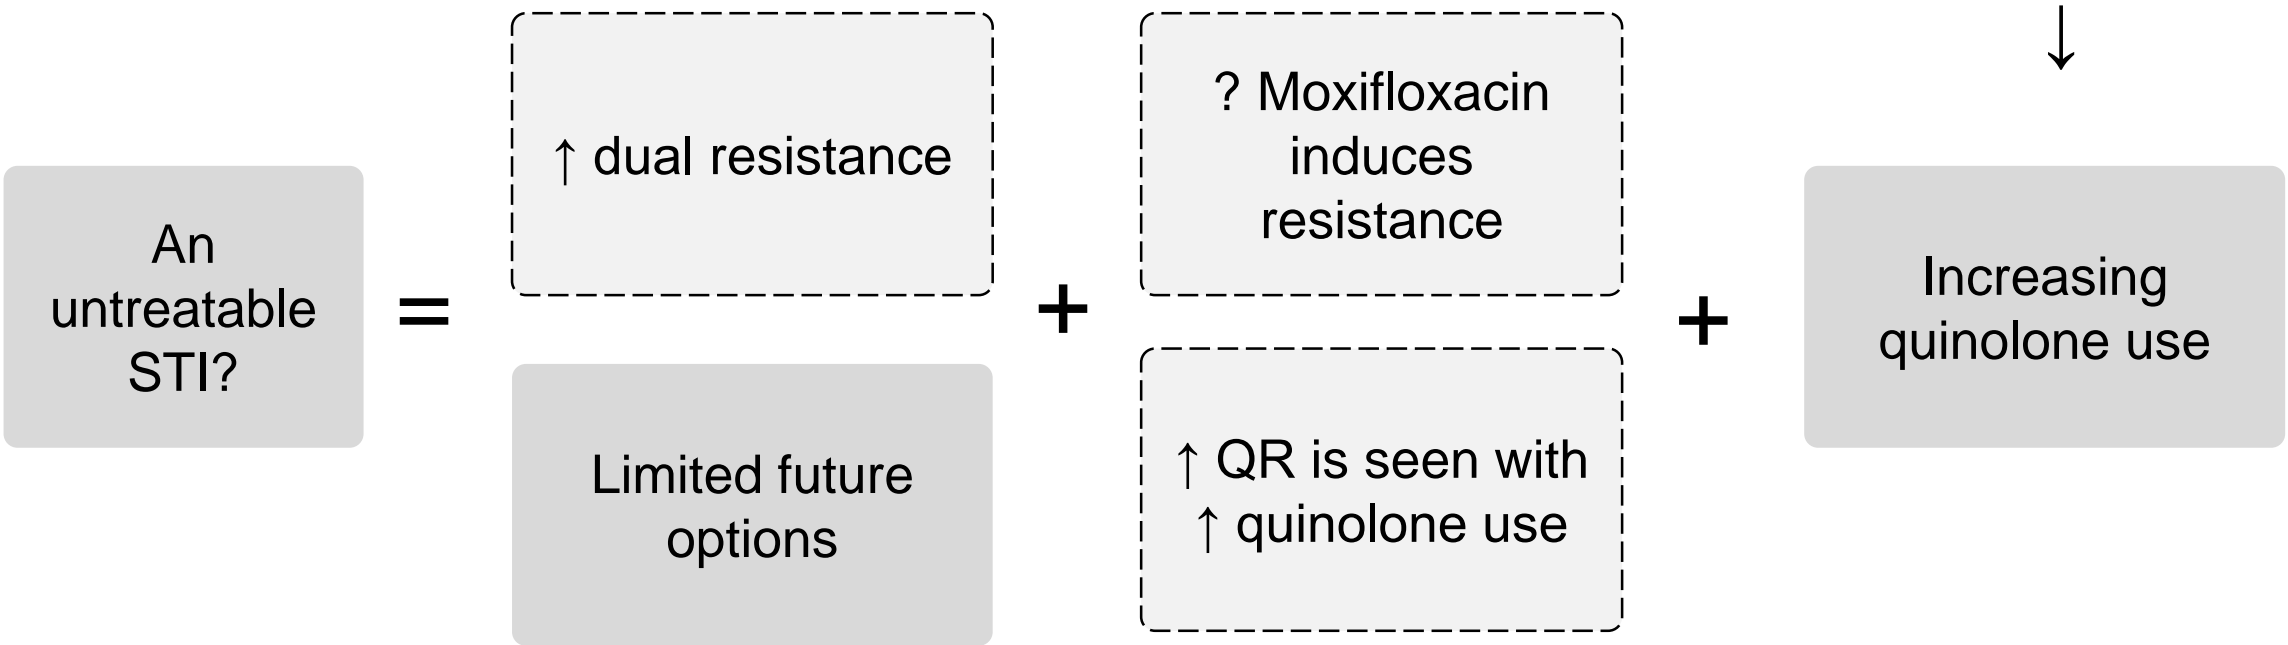 ↓
An
untreatable
STI?
=
↑ dual resistance
Limited future
options
+
? Moxifloxacin
induces
resistance
↑ QR is seen with
↑ quinolone use
+
Increasing
quinolone use